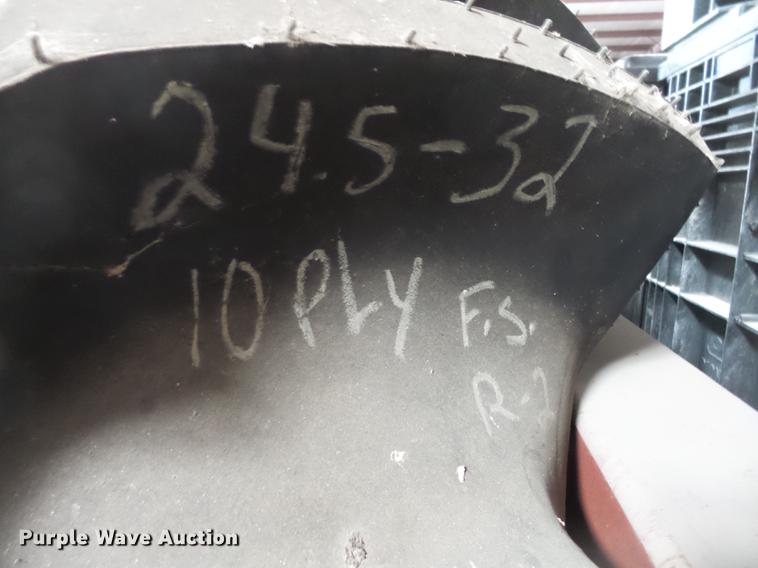 24.5-32
10 PLY F.S.
R-2
Purple Wave Auction